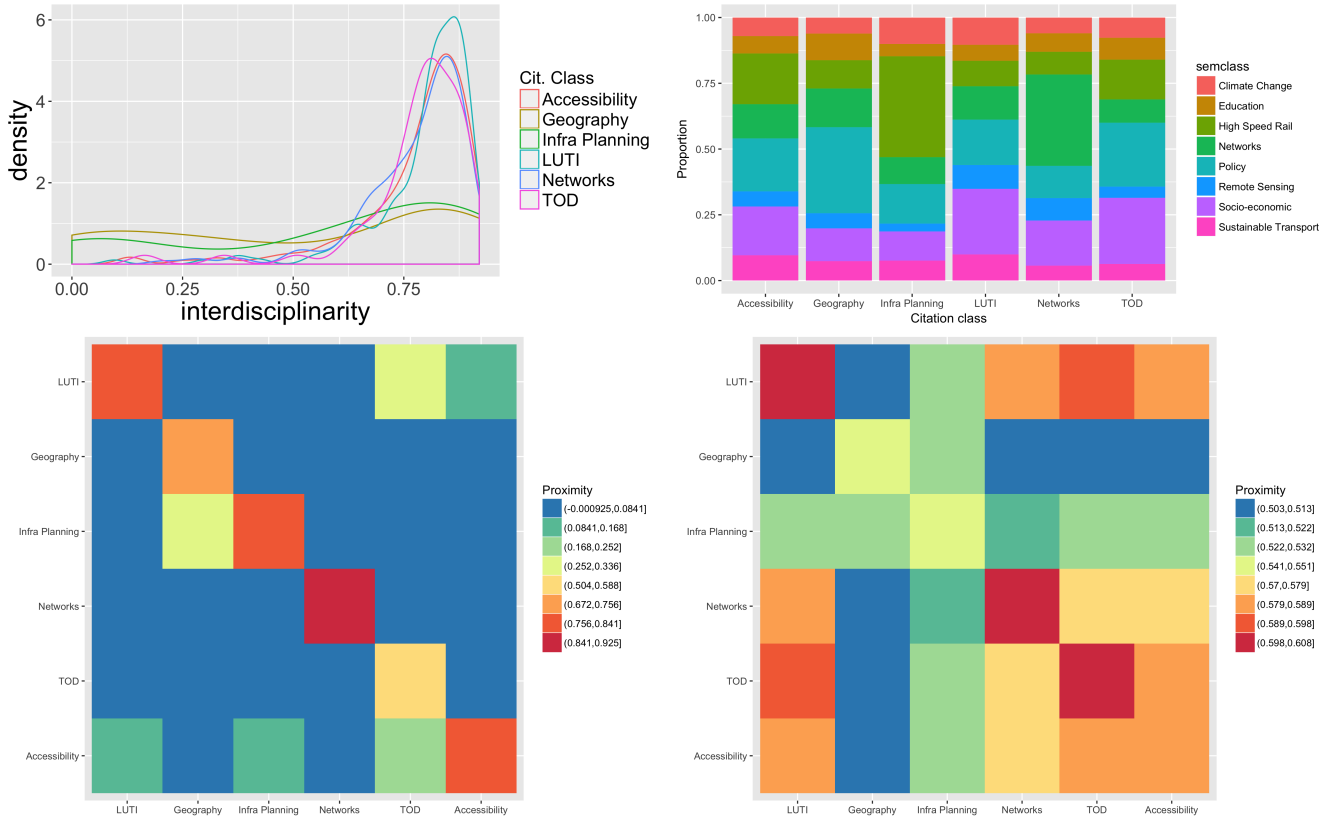 6
4
2
0
density
0.00
0.25
0.50
0.75
interdisciplinarity
Cit. Class
Accessibility
Geography
Infra Planning
LUTI
Networks
TOD
1.00
0.75
0.50
0.25
0.00
Proportion
Accessibility
Geography
Infra Planning
LUTI
Networks
TOD
Citation class
semclass
Climate Change
Education
High Speed Rail
Networks
Policy
Remote Sensing
Socio-economic
Sustainable Transport
LUTI
Geography
Infra Planning
Networks
TOD
Accessibility
LUTI
Geography
Infra Planning
Networks
TOD
Accessibility
Proximity
(-0.000925,0.0841]
(0.0841,0.168]
(0.168,0.252]
(0.252,0.336]
(0.504,0.588]
(0.672,0.756]
(0.756,0.841]
(0.841,0.925]
LUTI
Geography
Infra Planning
Networks
TOD
Accessibility
LUTI
Geography
Infra Planning
Networks
TOD
Accessibility
Proximity
(0.503,0.513]
(0.513,0.522]
(0.522,0.532]
(0.541,0.551]
(0.57,0.579]
(0.579,0.589]
(0.589,0.598]
(0.598,0.608]